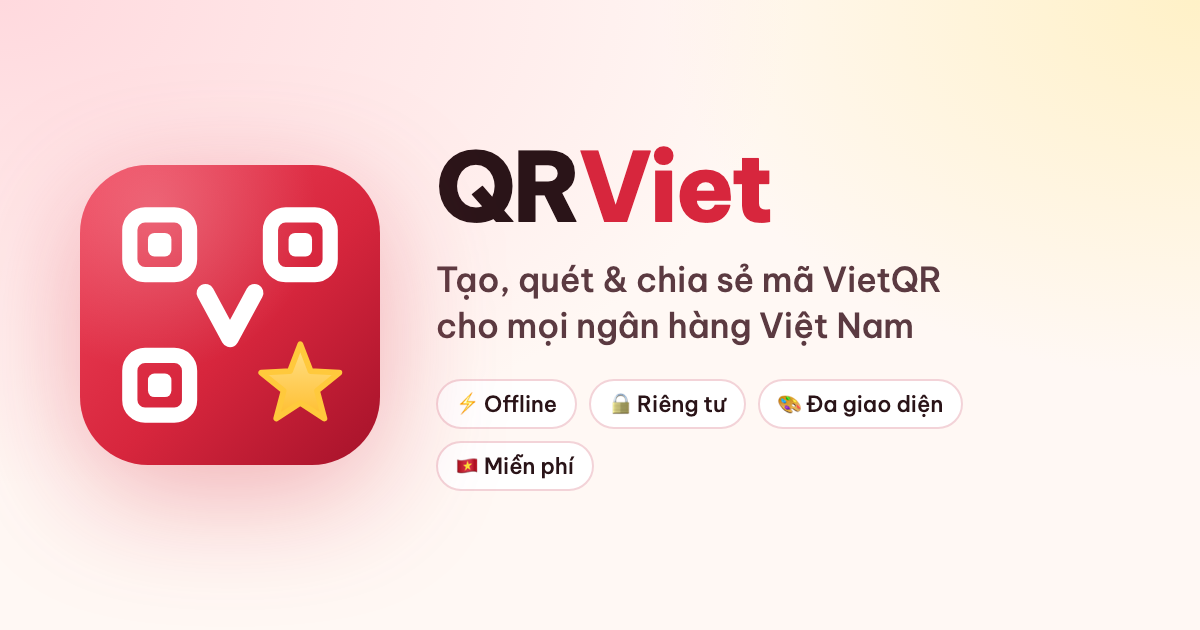 QRViet
Tạo, quét & chia sẻ mã VietQR
cho mọi ngân hàng Việt Nam
⚡ Offline
🔒 Riêng tư
🎨 Đa giao diện
🇻🇳 Miễn phí